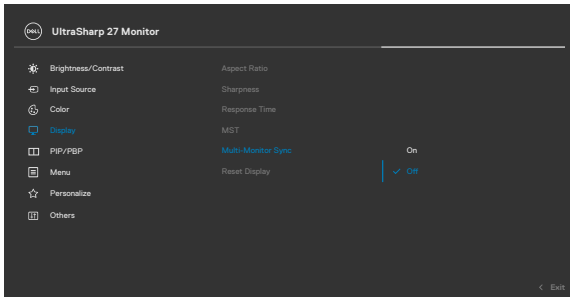 DELL
UltraSharp 27 Monitor
Brightness/Contrast
Aspect Ratio
Input Source
Sharpness
Color
Response Time
Display
MST
PIP/PBP
Multi-Monitor Sync
On
Menu
Reset Display
Off
Personalize
Others
Exit